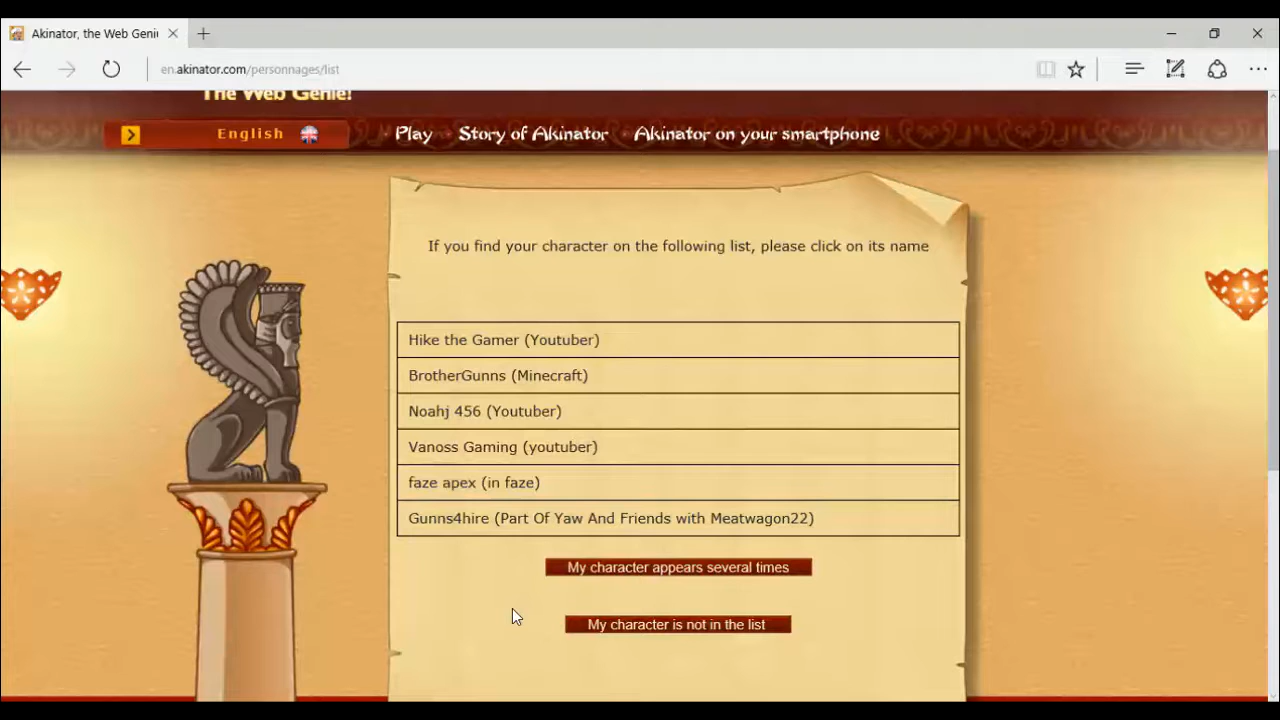 Akinator, the Web Geni
en.akinator.com/personnages/list
The Web Genie!
English
Play
Story of Akinator
Akinator on your smartphone
If you find your character on the following list, please click on its name
Hike the Gamer (Youtuber)
BrotherGunns (Minecraft)
Noahj 456 (Youtuber)
Vanoss Gaming (youtuber)
faze apex (in faze)
Gunns4hire (Part Of Yaw And Friends with Meatwagon22)
My character appears several times
My character is not in the list